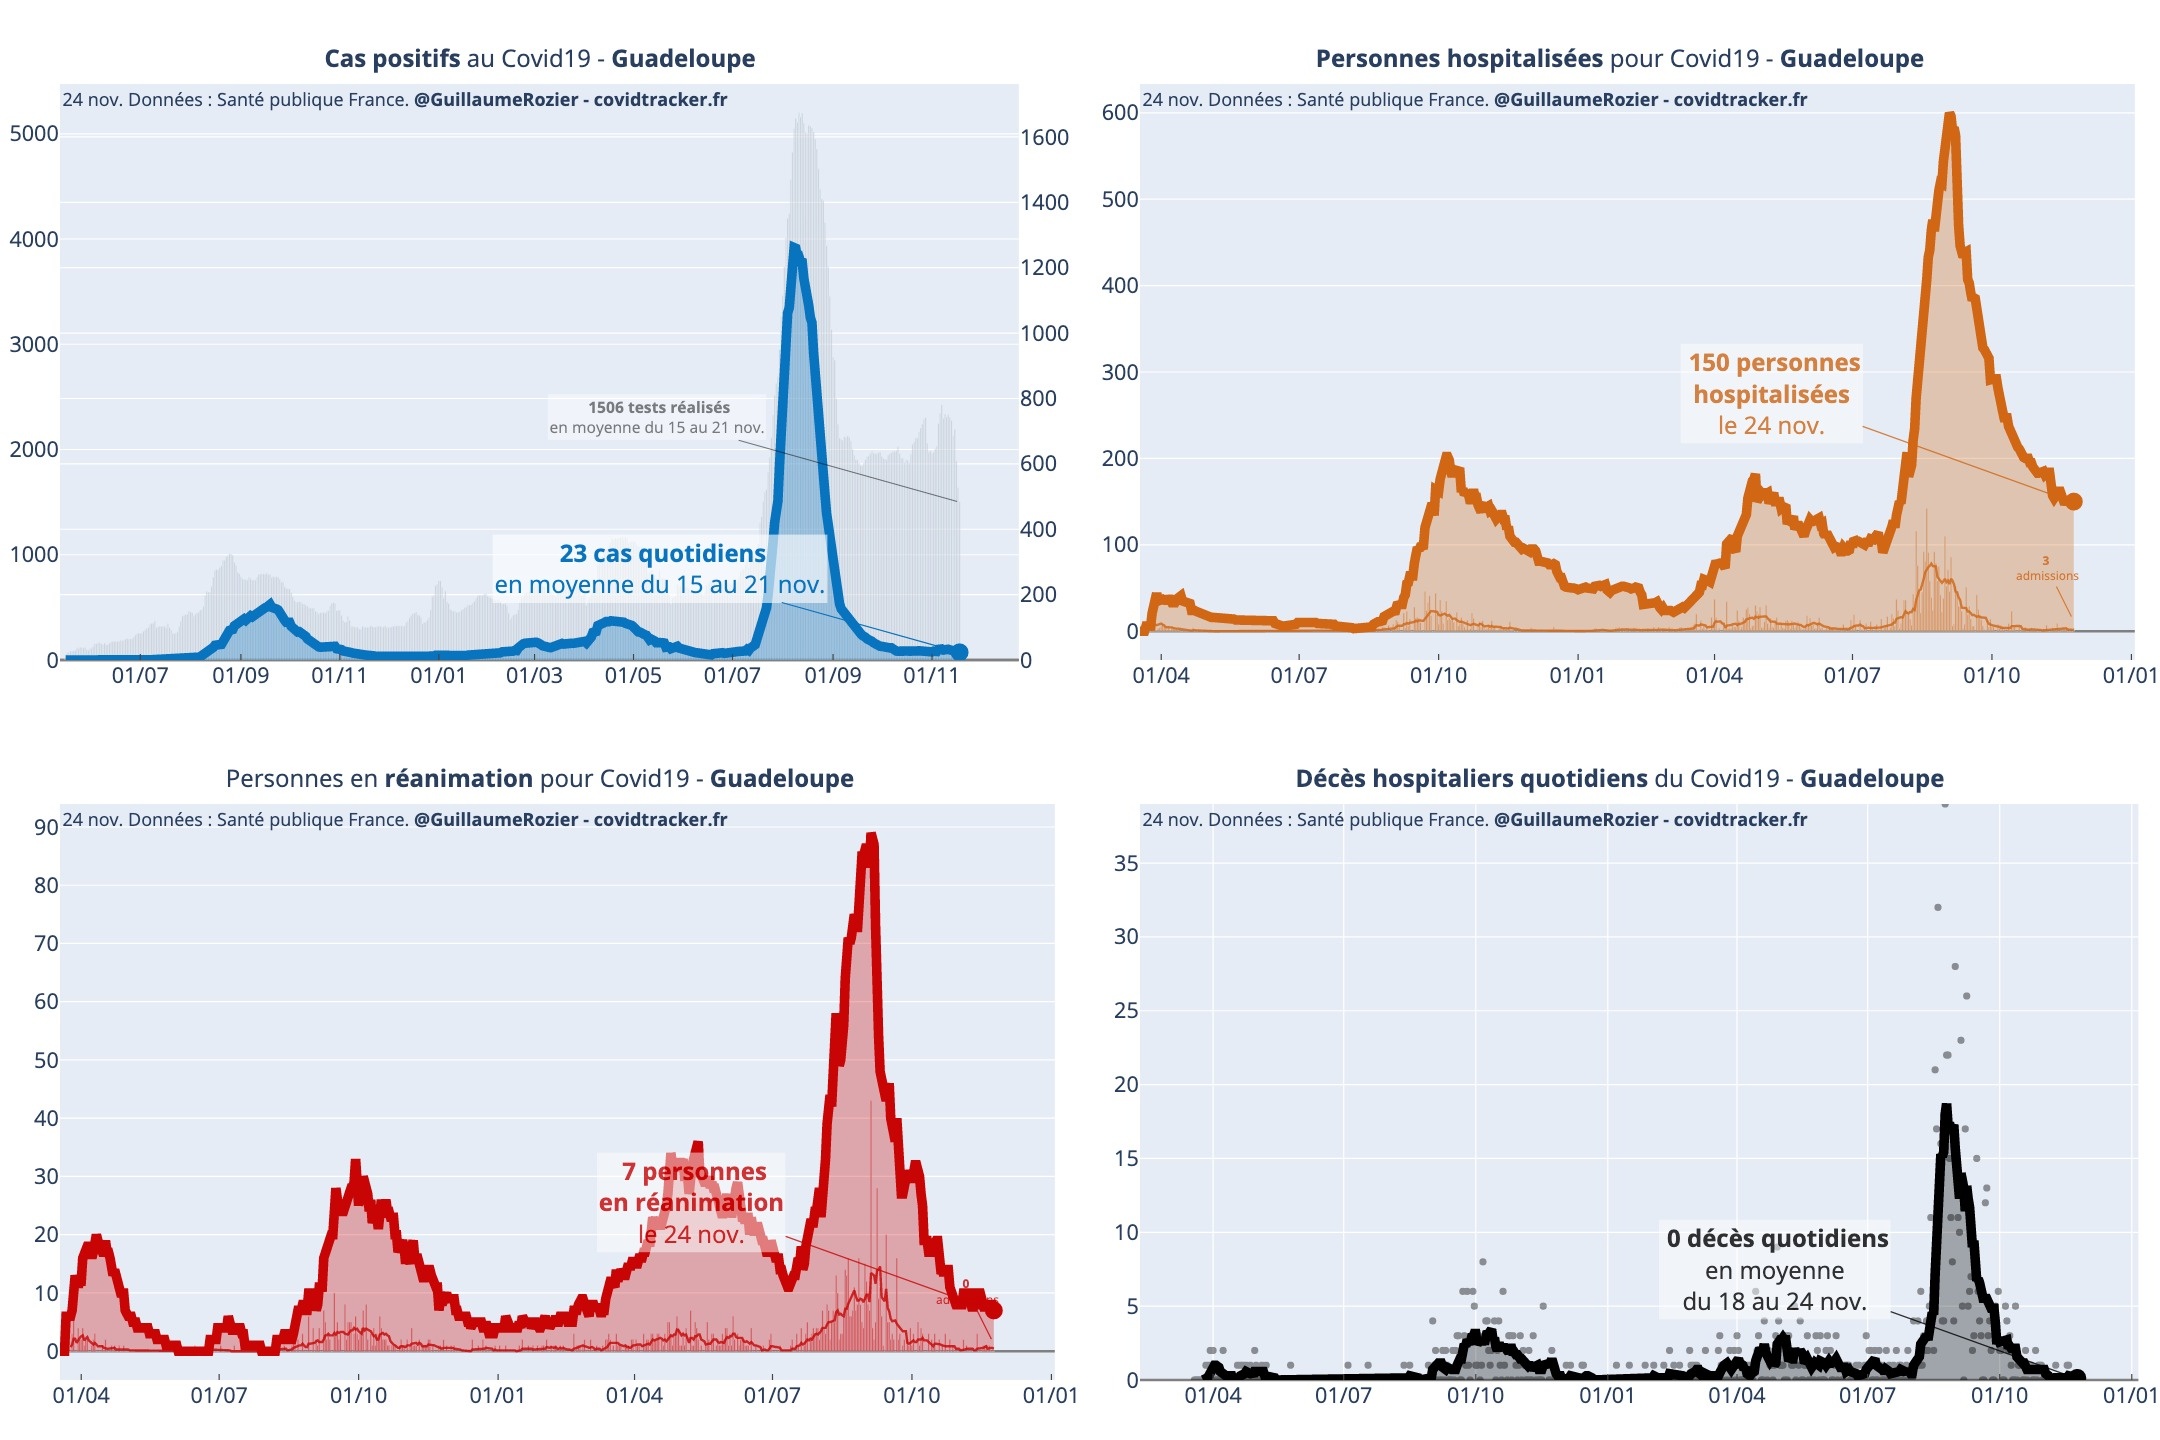 Cas positifs au Covid19 - Guadeloupe
24 nov. Données : Santé publique France. @GuillaumeRozier - covidtracker.fr
5000
4000
3000
2000
1000
0
1600
1400
1200
1000
800
600
400
200
0
1506 tests réalisés
en moyenne du 15 au 21 nov.
23 cas quotidiens
en moyenne du 15 au 21 nov.
01/07 01/09 01/11 01/01 01/03 01/05 01/07 01/09 01/11
Personnes hospitalisées pour Covid19 - Guadeloupe
24 nov. Données : Santé publique France. @GuillaumeRozier - covidtracker.fr
600
500
400
300
200
100
0
150 personnes
hospitalisées
le 24 nov.
3
admissions
01/04 01/07 01/10 01/01 01/04 01/07 01/10 01/01
Personnes en réanimation pour Covid19 - Guadeloupe
24 nov. Données : Santé publique France. @GuillaumeRozier - covidtracker.fr
90
80
70
60
50
40
30
20
10
0
7 personnes
en réanimation
le 24 nov.
0
01/04 01/07 01/10 01/01 01/04 01/07 01/10 01/01
Décès hospitaliers quotidiens du Covid19 - Guadeloupe
24 nov. Données : Santé publique France. @GuillaumeRozier - covidtracker.fr
35
30
25
20
15
10
5
0
0 décès quotidiens
en moyenne
du 18 au 24 nov.
01/04 01/07 01/10 01/01 01/04 01/07 01/10 01/01